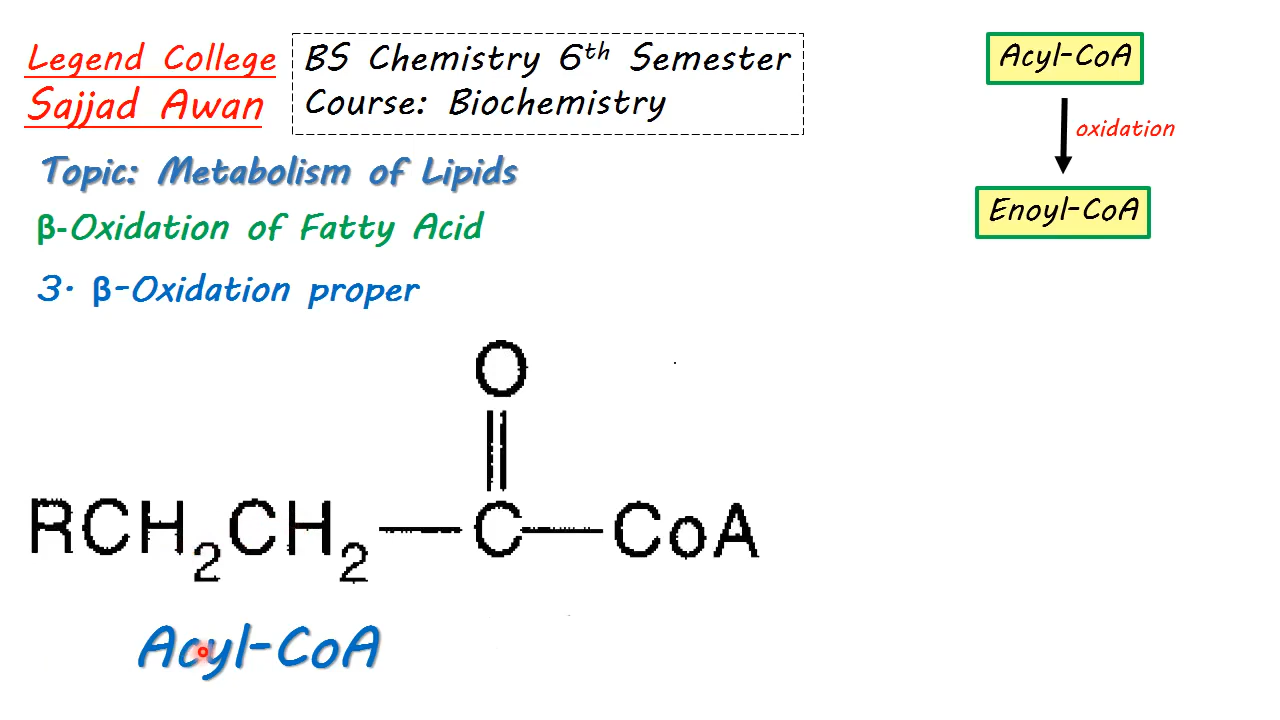 Legend College
Sajjad Awan
BS Chemistry 6th Semester
Course: Biochemistry
Topic: Metabolism of Lipids
β-Oxidation of Fatty Acid
3. β-Oxidation proper
Acyl-CoA
oxidation
Enoyl-CoA
O
RCH2CH2—C—CoA
Acyl-CoA